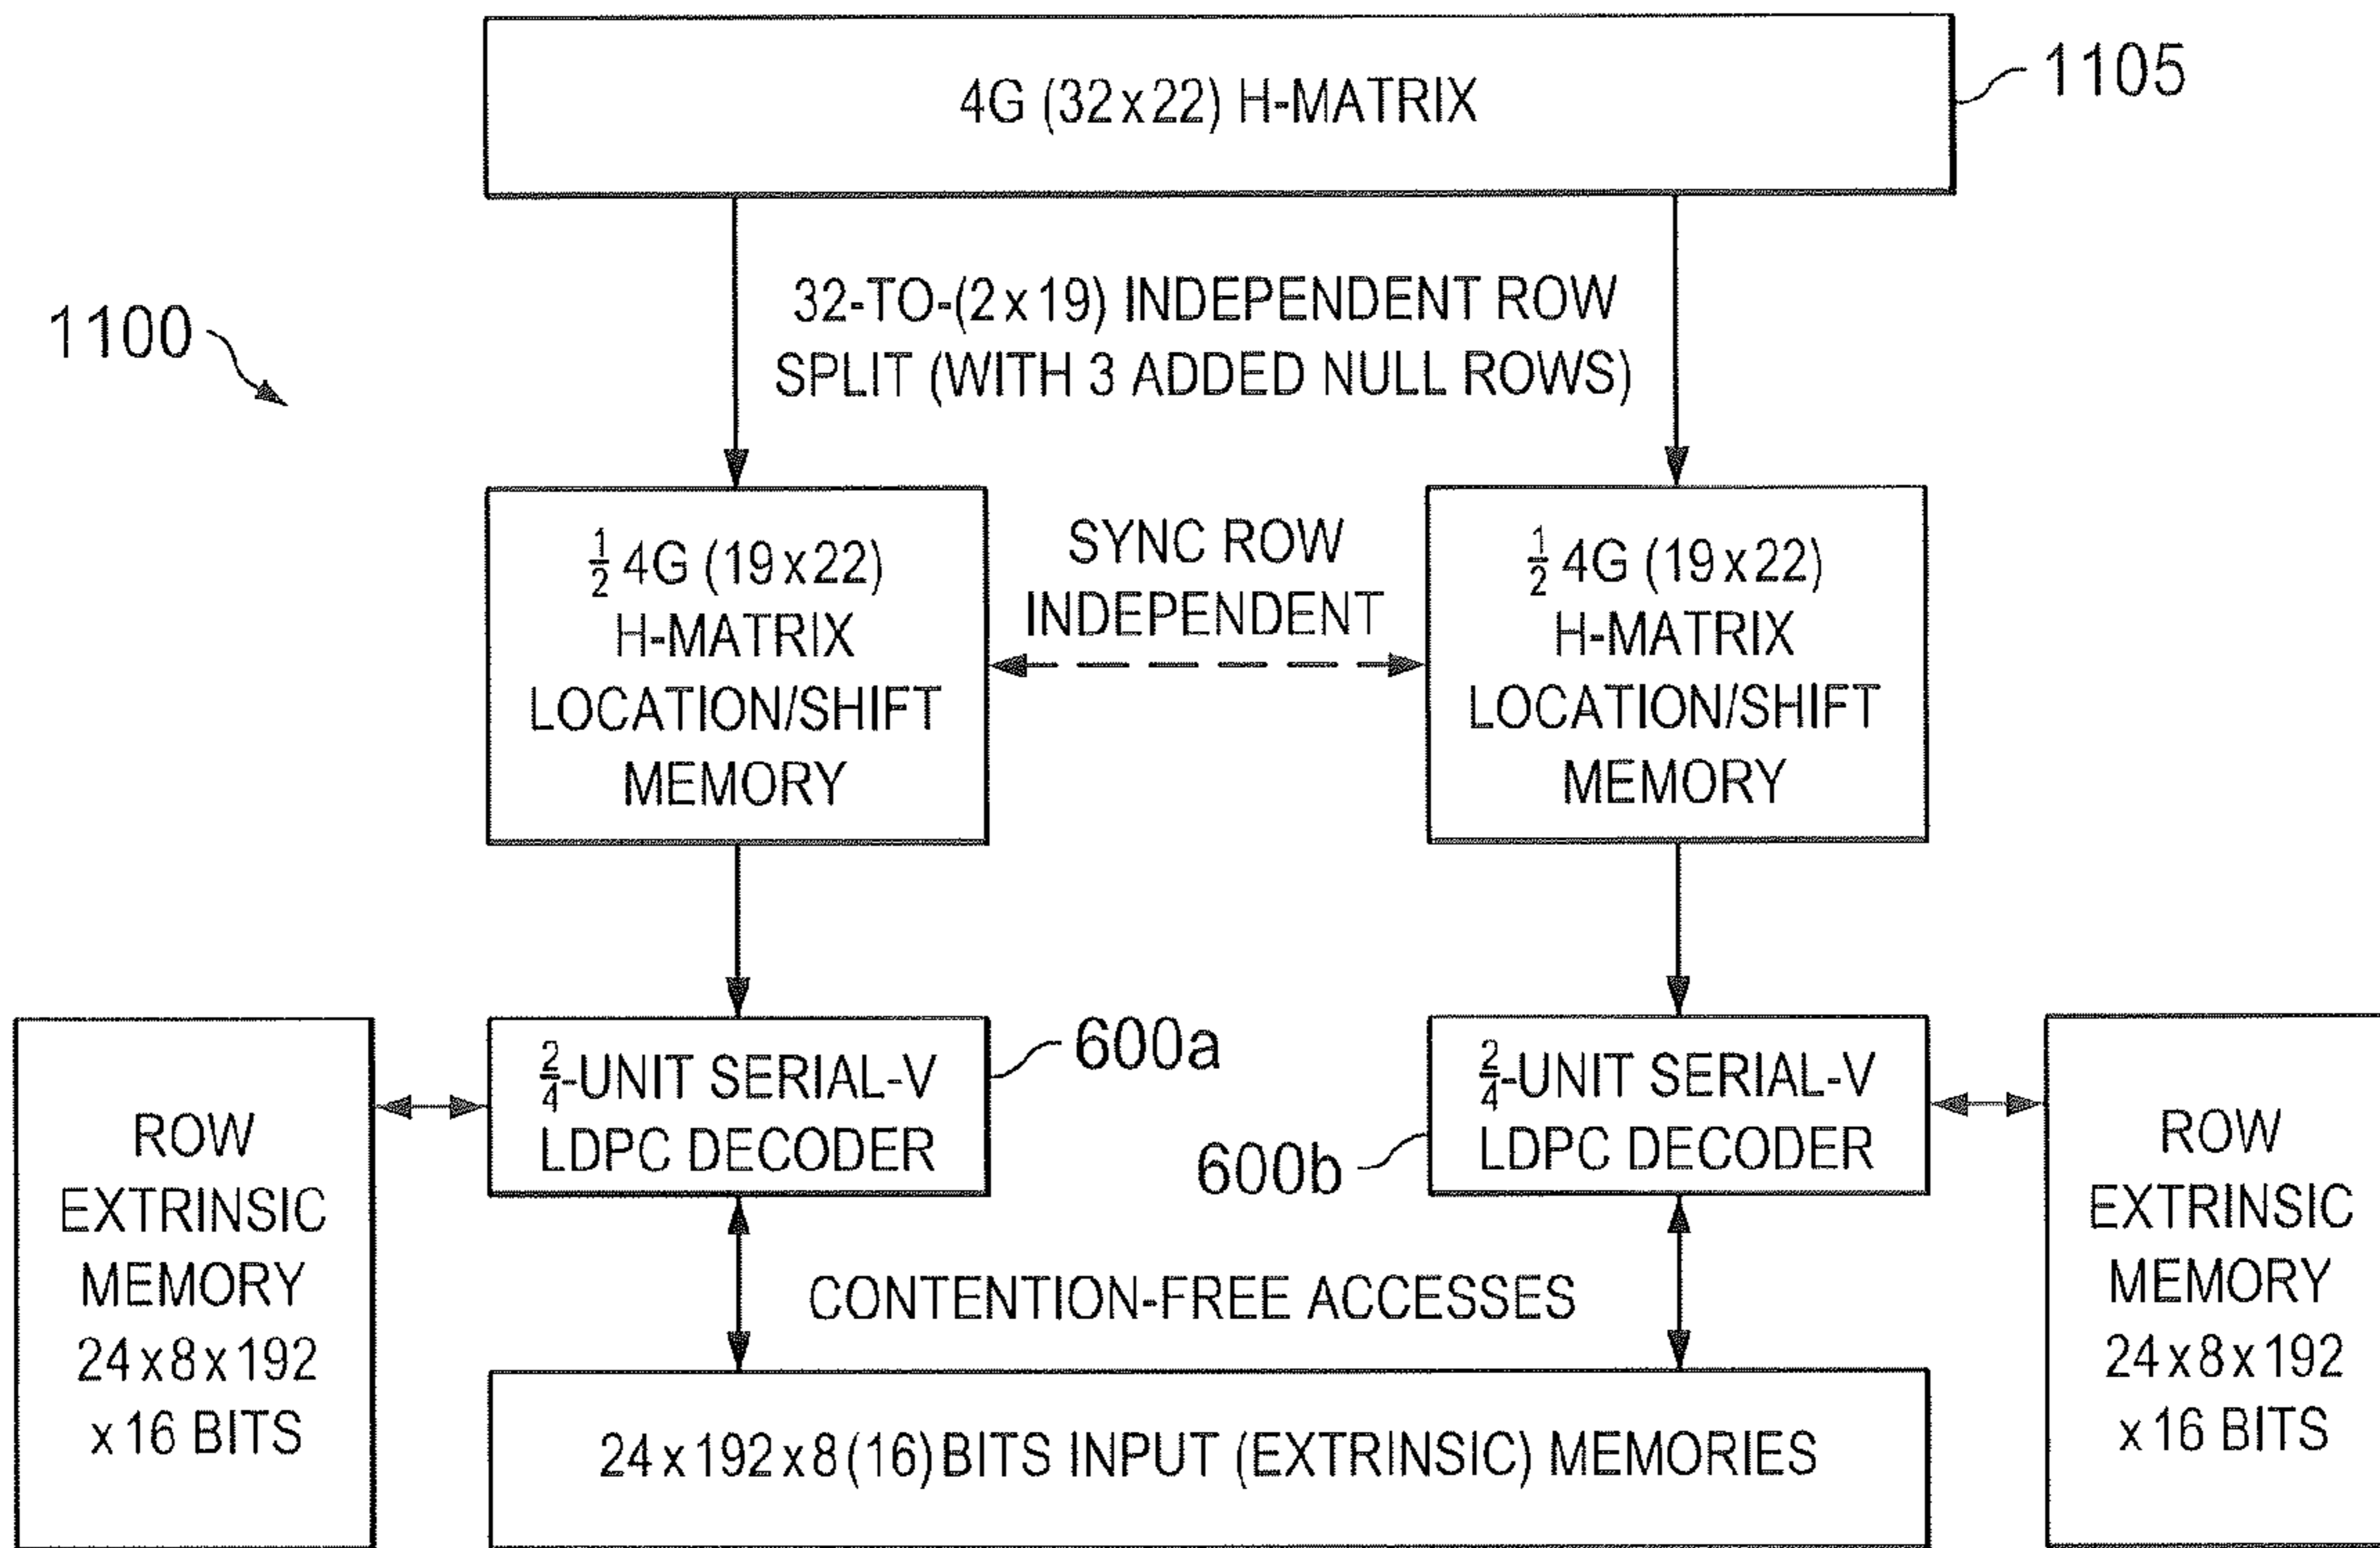 4G (32x22) H-MATRIX
1105
1100
32-TO-(2x19) INDEPENDENT ROW
SPLIT (WITH 3 ADDED NULL ROWS)
1/2 4G (19x22)
H-MATRIX
LOCATION/SHIFT
MEMORY
SYNC ROW
INDEPENDENT
1/2 4G (19x22)
H-MATRIX
LOCATION/SHIFT
MEMORY
ROW
EXTRINSIC
MEMORY
24x8x192
x16 BITS
2/4-UNIT SERIAL-V
LDPC DECODER
600a
600b
2/4-UNIT SERIAL-V
LDPC DECODER
ROW
EXTRINSIC
MEMORY
24x8x192
x16 BITS
CONTENTION-FREE ACCESSES
24x192x8(16)BITS INPUT (EXTRINSIC) MEMORIES